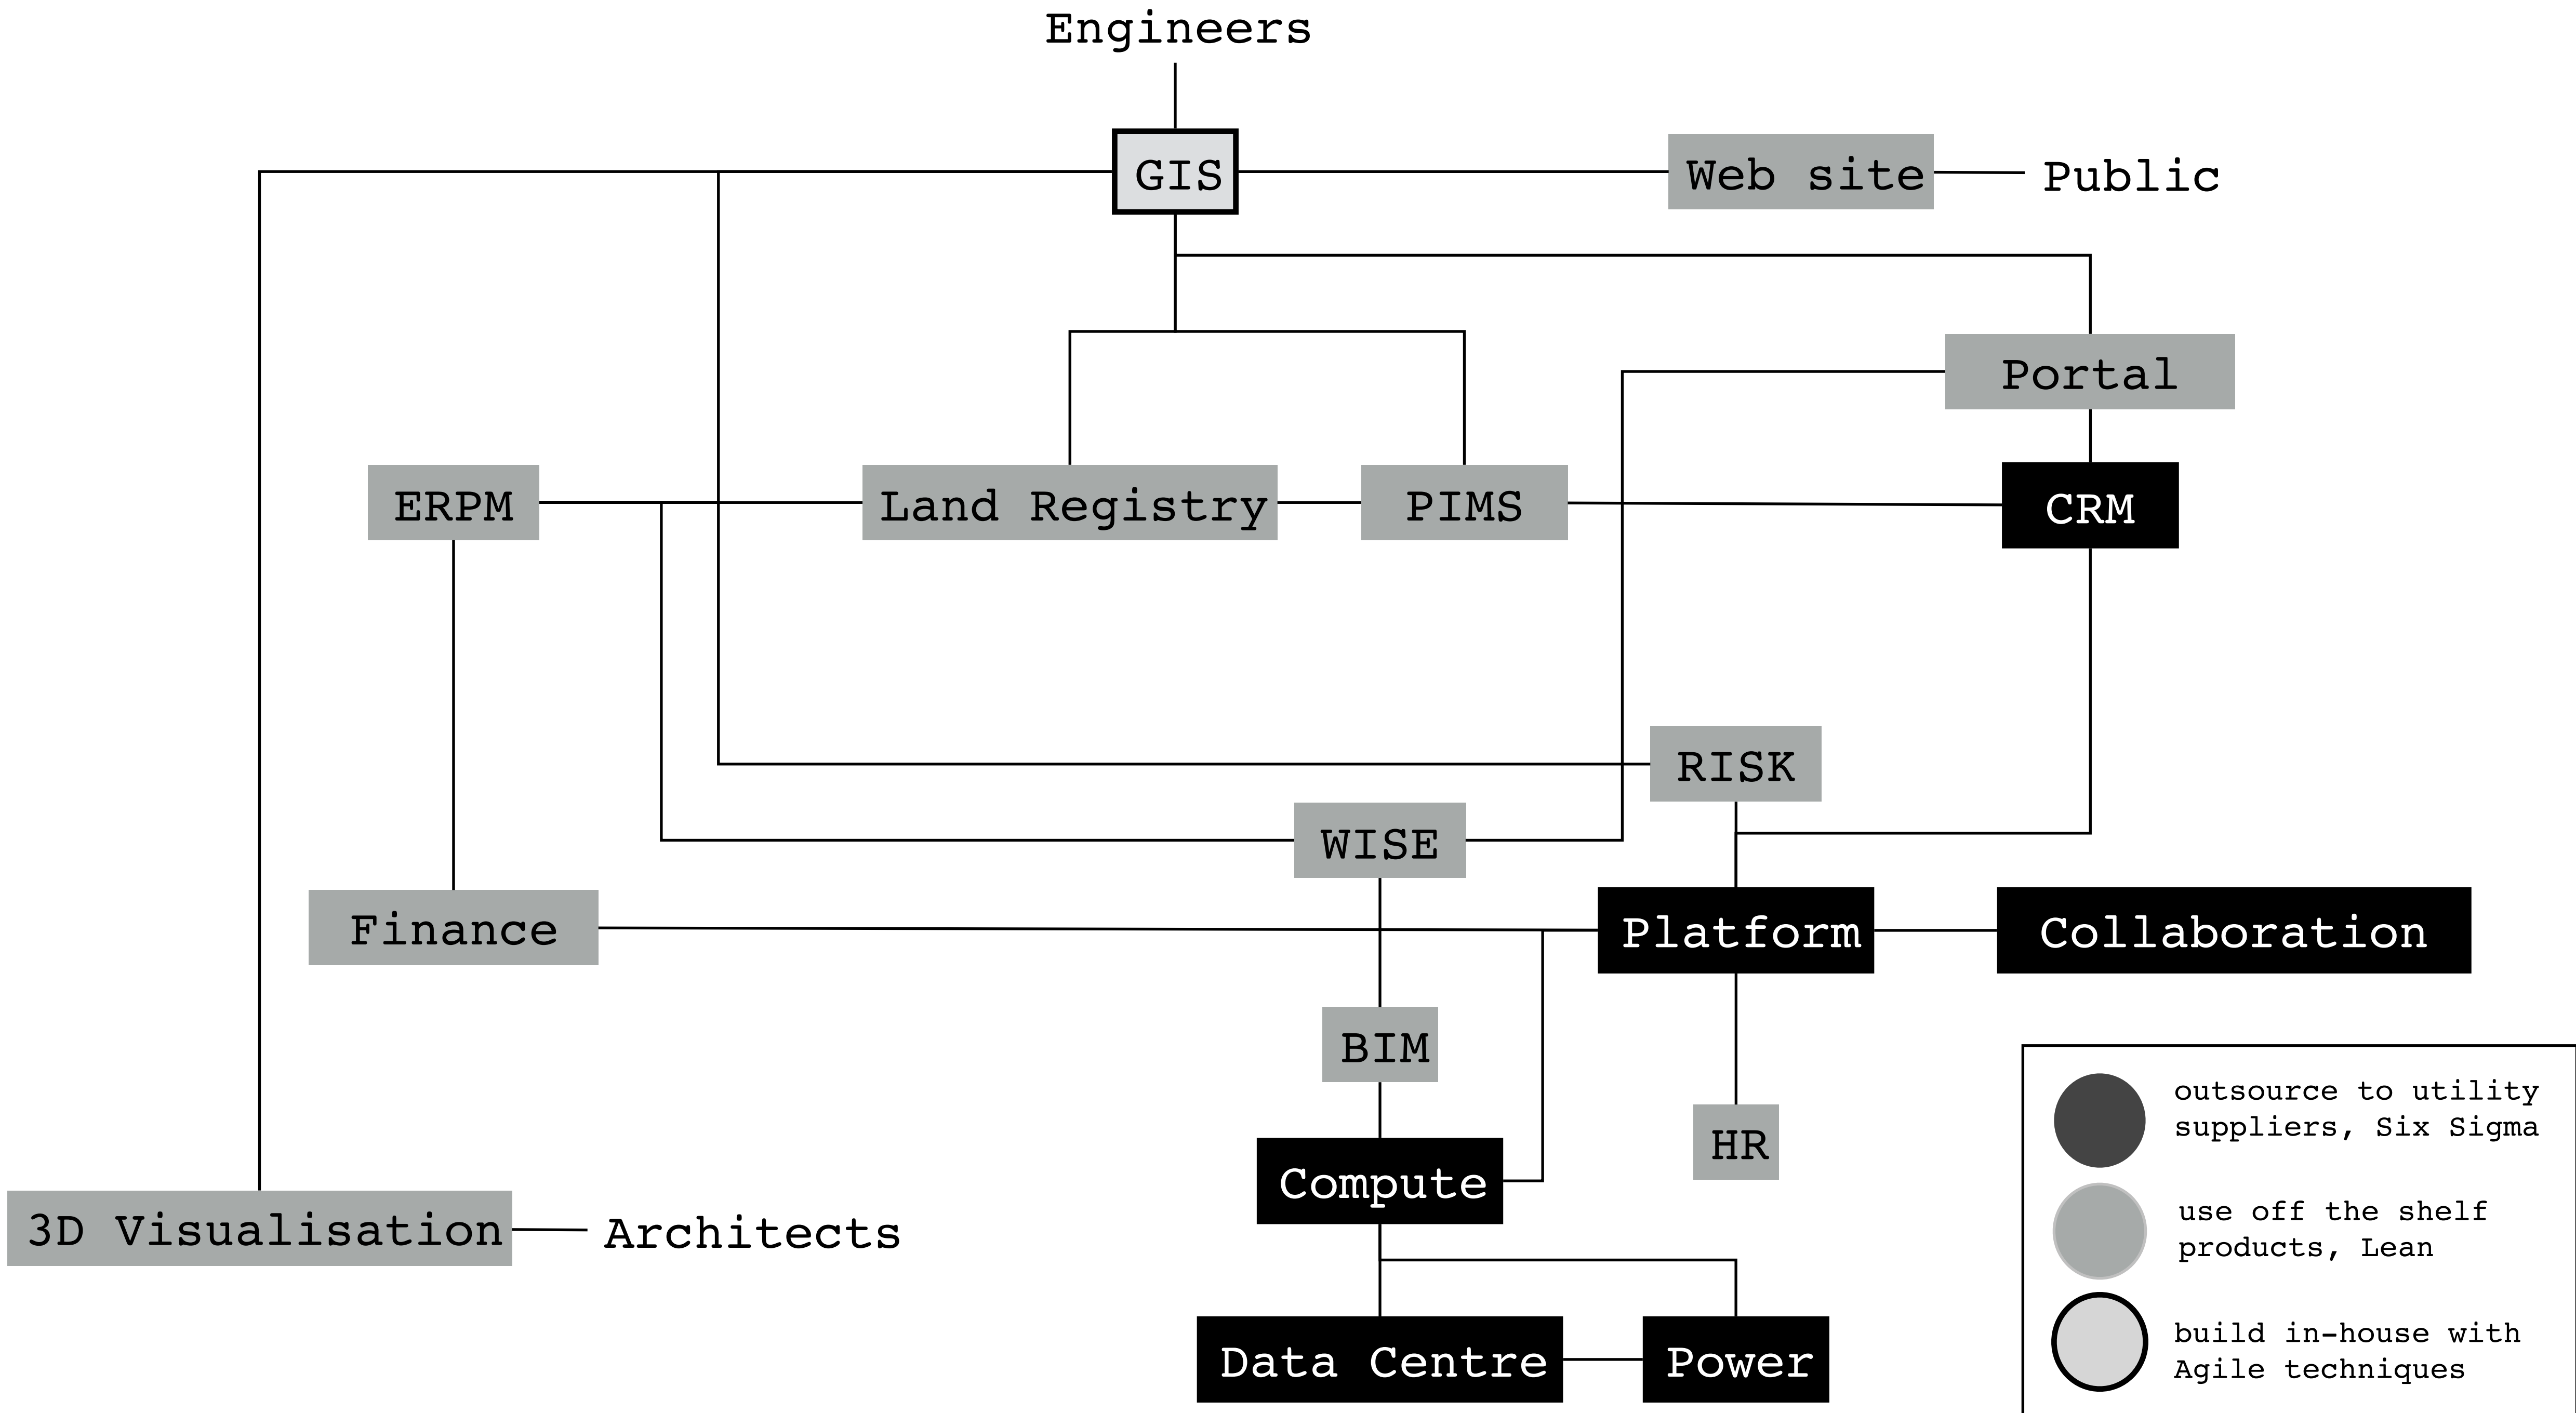 Engineers
GIS
Web site
Public
Portal
ERPM
Land Registry
PIMS
CRM
RISK
WISE
Finance
Platform
Collaboration
BIM
HR
Compute
3D Visualisation
Architects
Data Centre
Power
outsource to utility
suppliers, Six Sigma
use off the shelf
products, Lean
build in-house with
Agile techniques